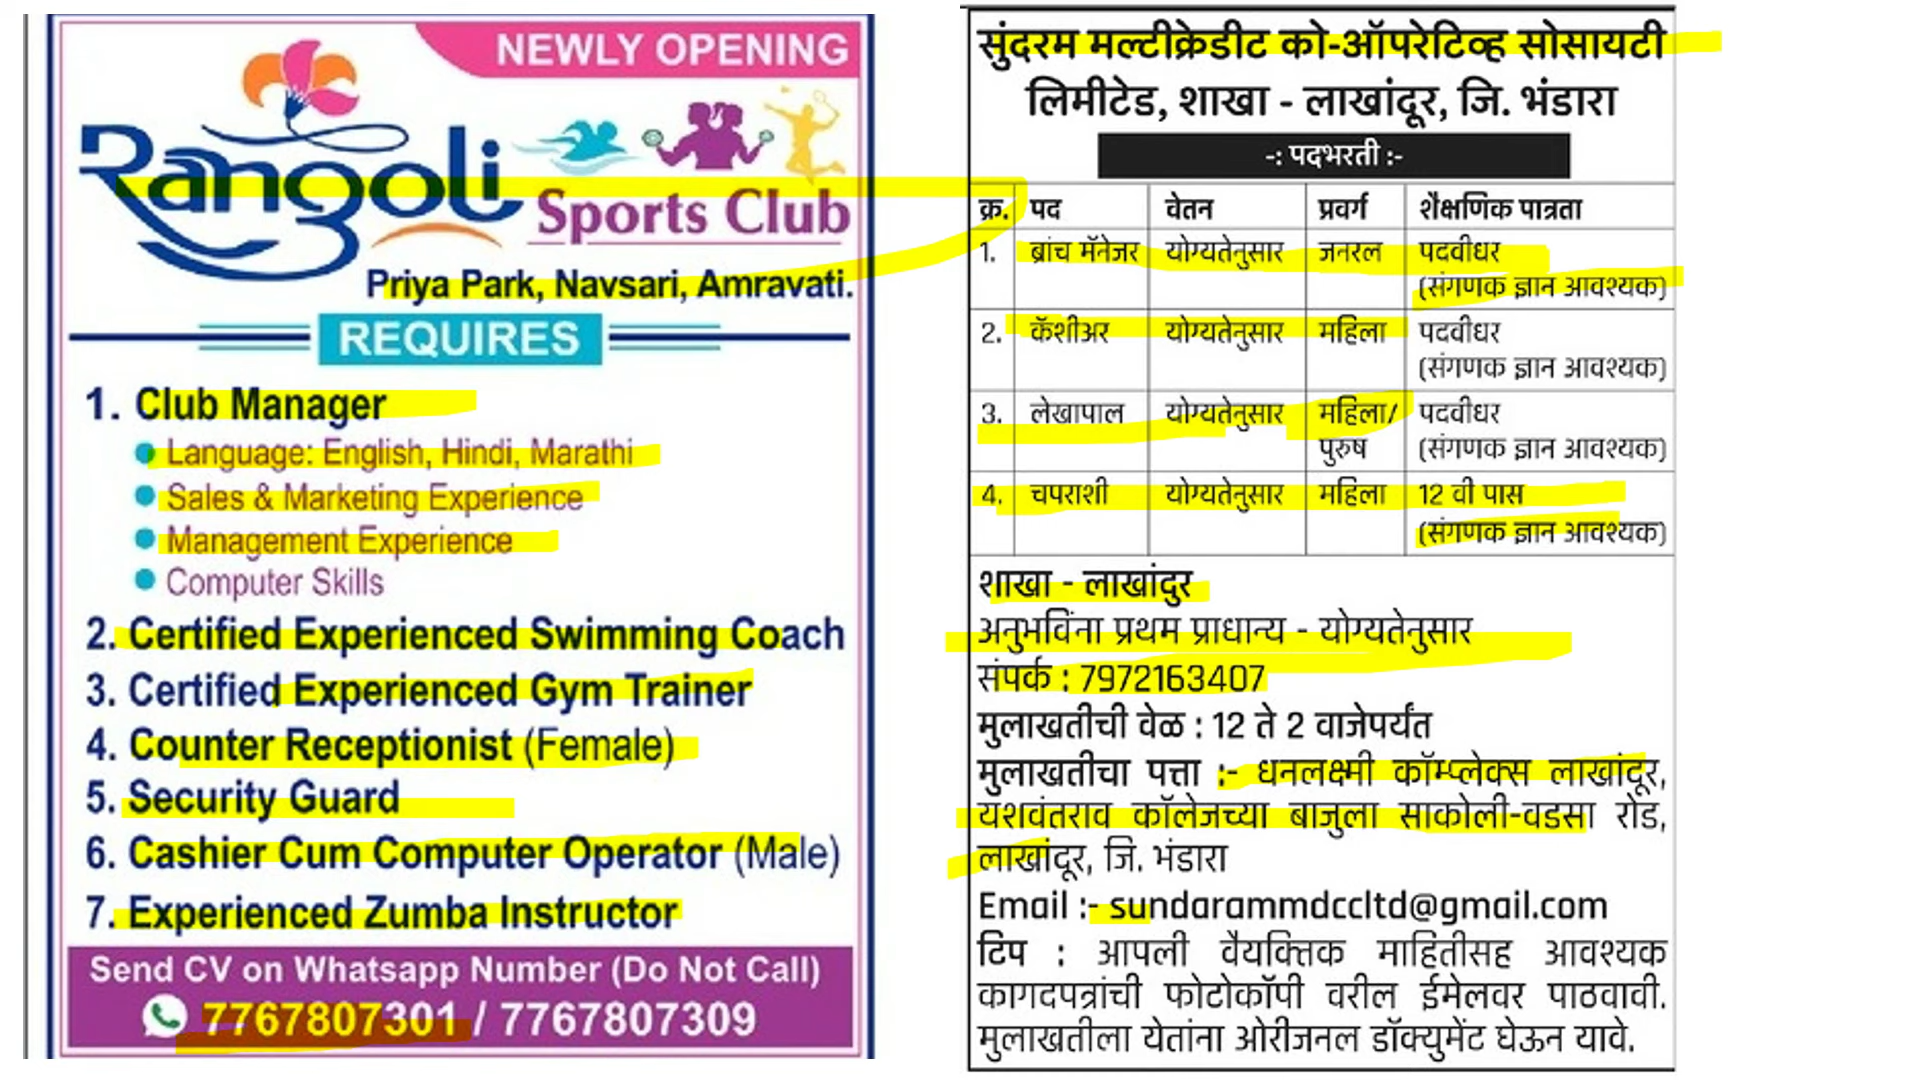 NEWLY OPENING
Rangoli
Sports Club
Priya Park, Navsari, Amravati.
REQUIRES
1. Club Manager
Language: English, Hindi, Marathi
Sales & Marketing Experience
Management Experience
Computer Skills
2. Certified Experienced Swimming Coach
3. Certified Experienced Gym Trainer
4. Counter Receptionist (Female)
5. Security Guard
6. Cashier Cum Computer Operator (Male)
7. Experienced Zumba Instructor
Send CV on Whatsapp Number (Do Not Call)
7767807301 / 7767807309
सुंदरम मल्टीक्रेडीट को-ऑपरेटिव्ह सोसायटी
लिमीटेड, शाखा - लाखांदूर, जि. भंडारा
-: पदभरती :-
क्र. पद वेतन प्रवर्ग शैक्षणिक पात्रता
1. ब्रांच मॅनेजर योग्यतेनुसार जनरल पदवीधर
(संगणक ज्ञान आवश्यक)
2. कॅशीअर योग्यतेनुसार महिला पदवीधर
(संगणक ज्ञान आवश्यक)
3. लेखापाल योग्यतेनुसार महिला/ पदवीधर
पुरुष (संगणक ज्ञान आवश्यक)
4. चपराशी योग्यतेनुसार महिला 12 वी पास
(संगणक ज्ञान आवश्यक)
शाखा - लाखांदुर
अनुभविंना प्रथम प्राधान्य - योग्यतेनुसार
संपर्क : 7972163407
मुलाखतीची वेळ : 12 ते 2 वाजेपर्यंत
मुलाखतीचा पत्ता :- धनलक्ष्मी कॉम्प्लेक्स लाखांदूर,
यशवंतराव कॉलेजच्या बाजुला साकोली-वडसा रोड,
लाखांदूर, जि. भंडारा
Email :- sundarammdccltd@gmail.com
टिप : आपली वैयक्तिक माहितीसह आवश्यक
कागदपत्रांची फोटोकॉपी वरील ईमेलवर पाठवावी.
मुलाखतीला येतांना ओरीजनल डॉक्युमेंट घेऊन यावे.